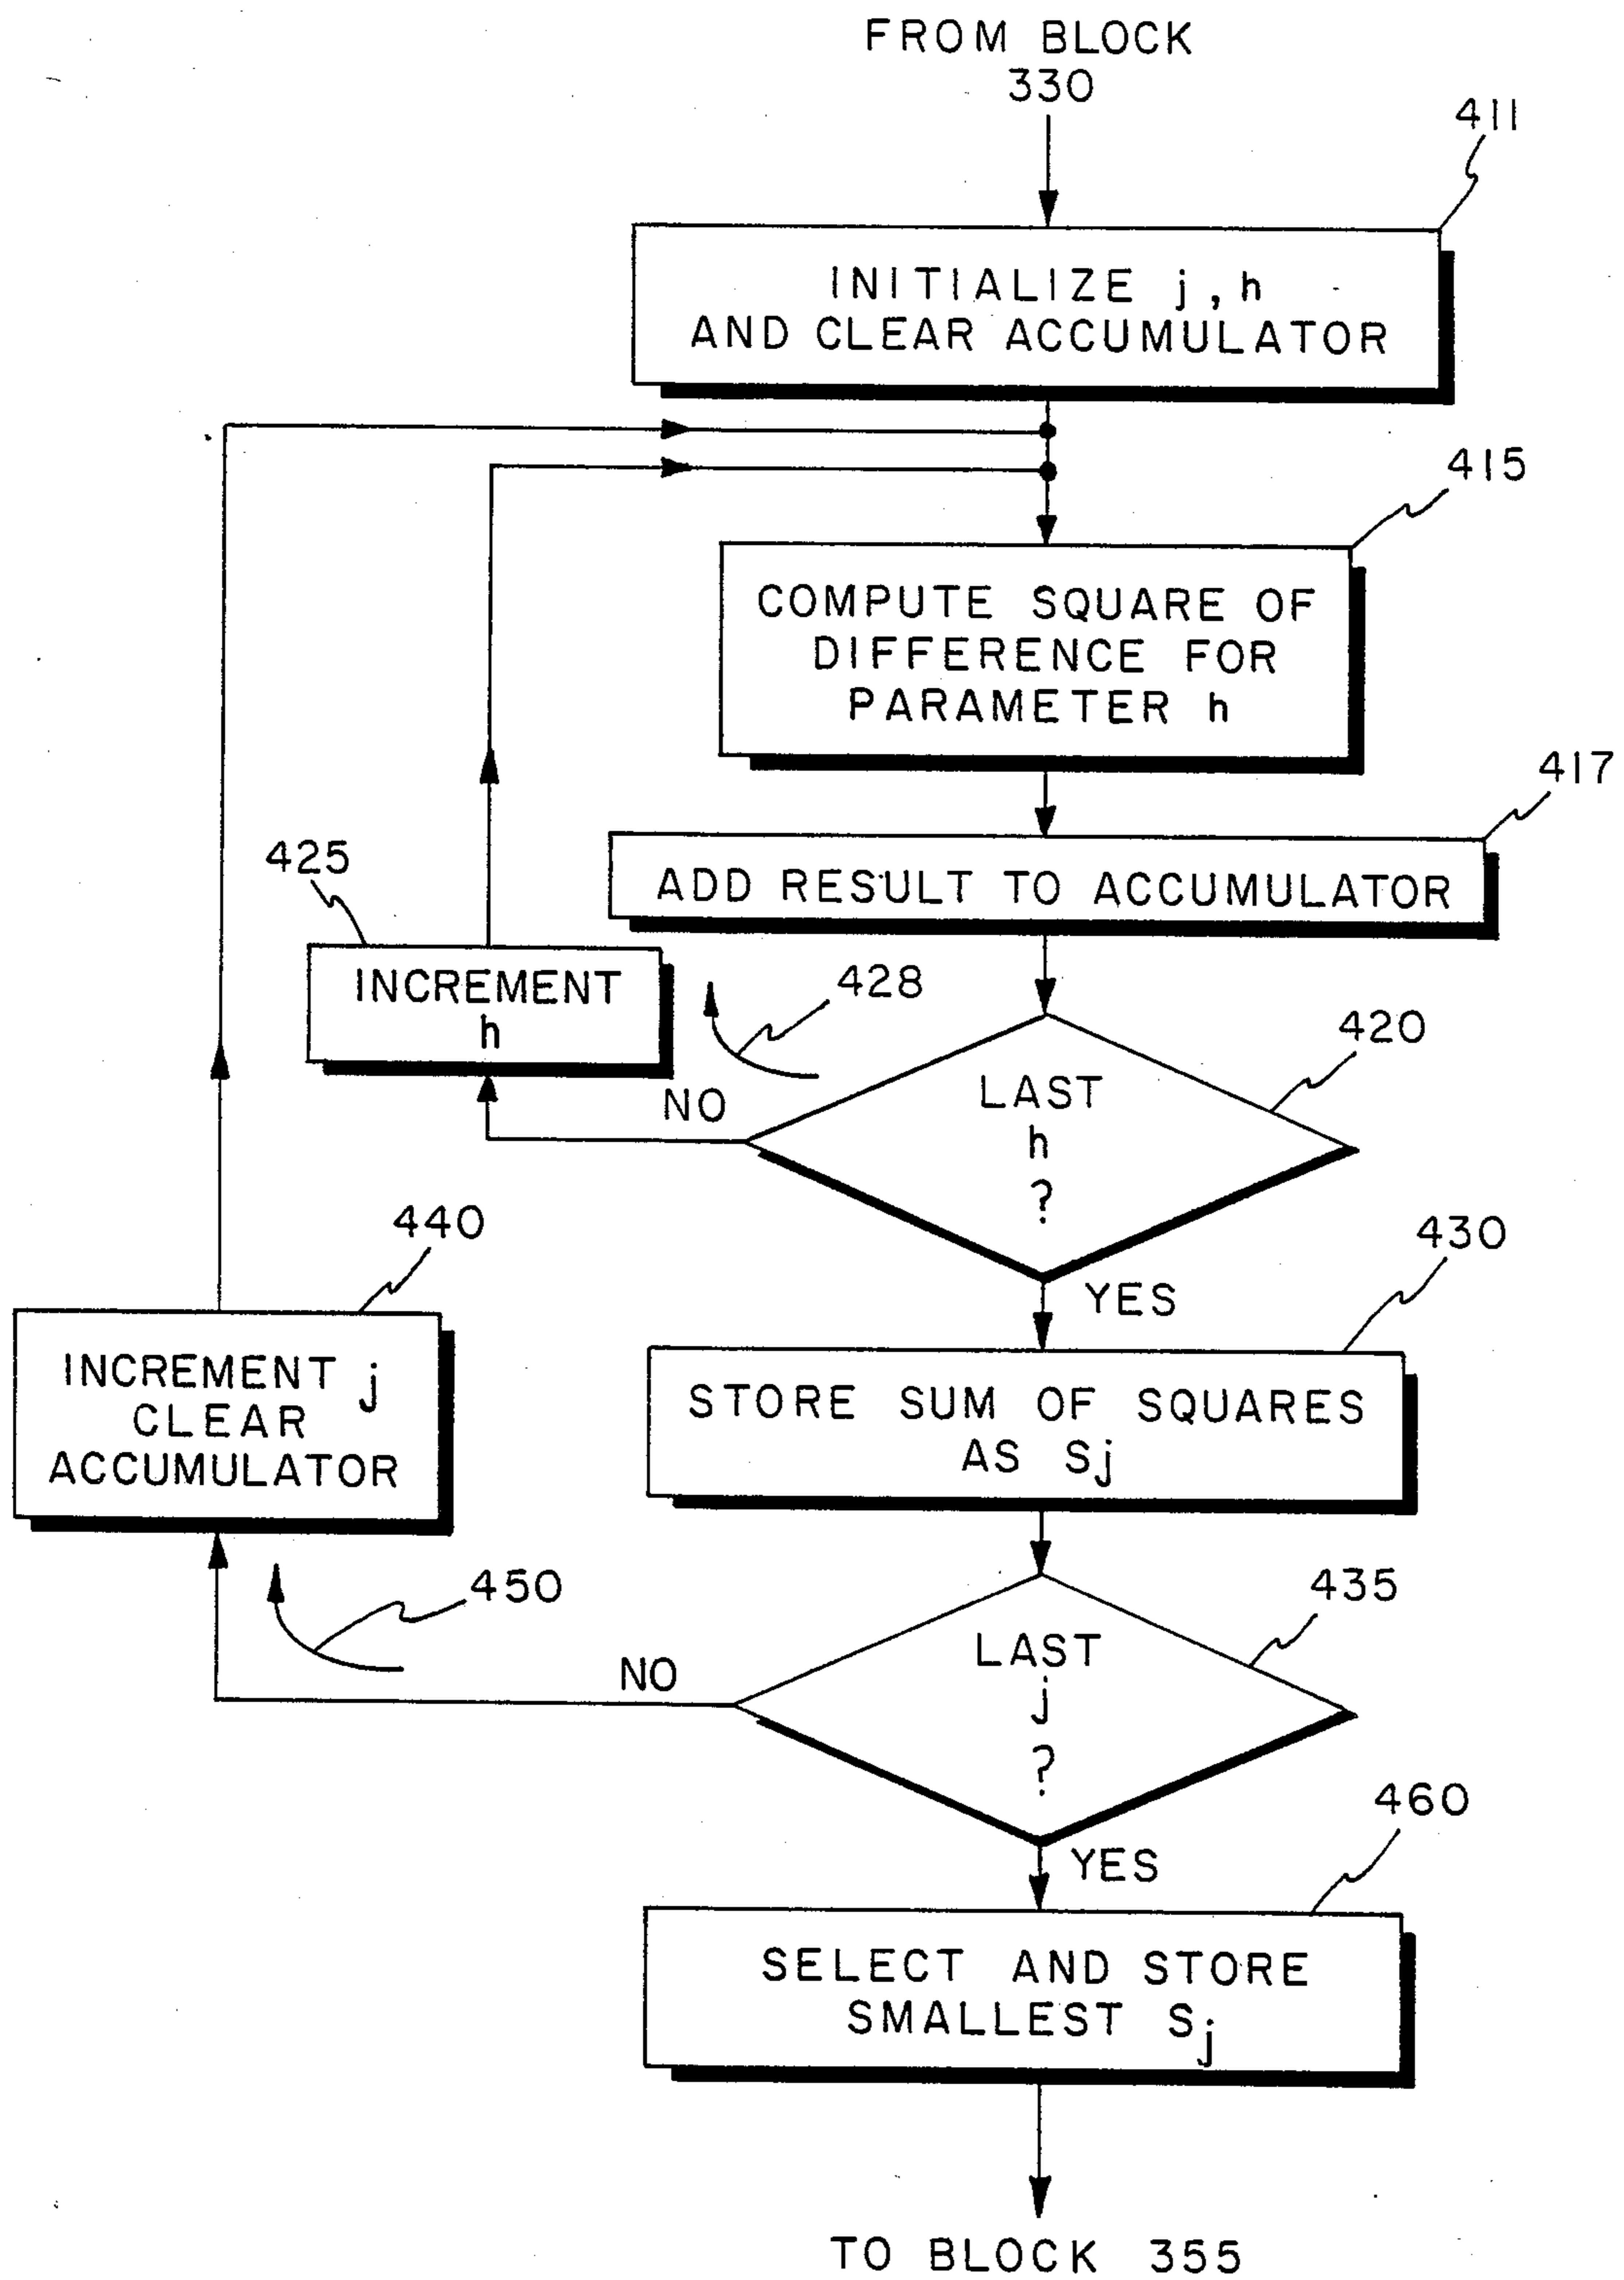 FROM BLOCK
330
411
INITIALIZE j, h
AND CLEAR ACCUMULATOR
415
COMPUTE SQUARE OF
DIFFERENCE FOR
PARAMETER h
417
ADD RESULT TO ACCUMULATOR
425
INCREMENT
h
428
420
NO
LAST
h
?
YES
440
INCREMENT j
CLEAR
ACCUMULATOR
430
STORE SUM OF SQUARES
AS Sj
450
435
NO
LAST
j
?
YES
460
SELECT AND STORE
SMALLEST Sj
TO BLOCK 355